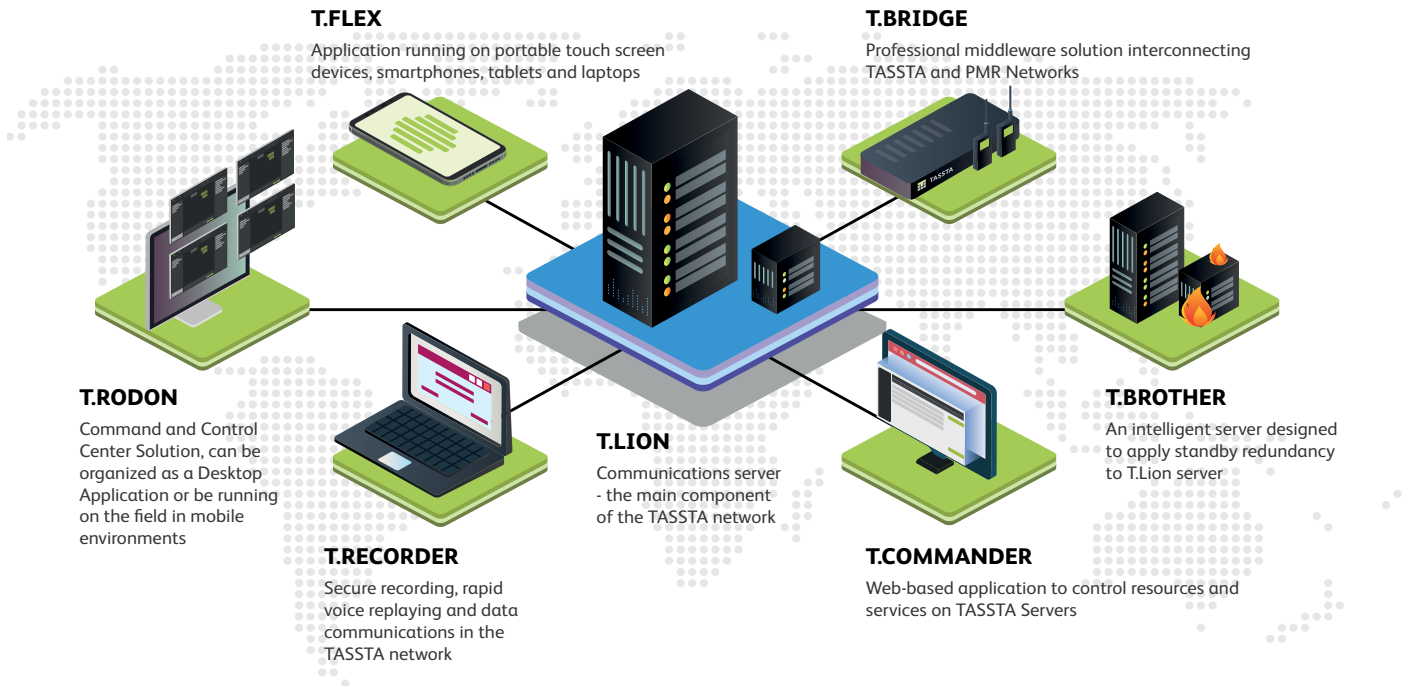 T.FLEX
Application running on portable touch screen
devices, smartphones, tablets and laptops
T.BRIDGE
Professional middleware solution interconnecting
TASSTA and PMR Networks
TASSTA
T.RODON
Command and Control
Center Solution, can be
organized as a Desktop
Application or be running
on the field in mobile
environments
T.RECORDER
Secure recording, rapid
voice replaying and data
communications in the
TASSTA network
T.LION
Communications server
- the main component
of the TASSTA network
T.COMMANDER
Web-based application to control resources and
services on TASSTA Servers
T.BROTHER
An intelligent server designed
to apply standby redundancy
to T.Lion server